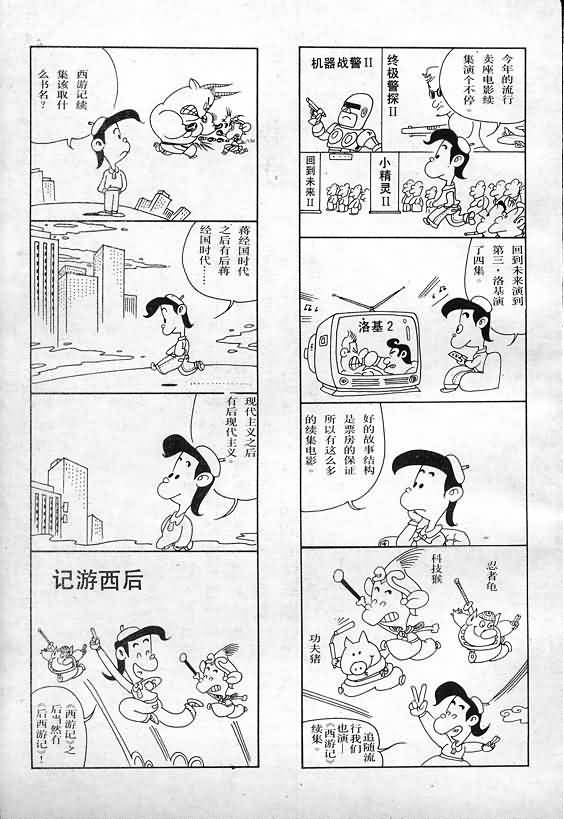 今年的流行
卖座电影续
集演个不停。
终极警探II
机器战警II
小精灵II
回到未来II
回到未来演到
第三·洛基演
了四集。
洛基2
好的故事结构
是票房的保证
所以有这么多
的续集电影。
忍者龟
科技猴
功夫猪
追随流
行我们
也演—
《西游记》
续集。
西游记续
集该取什
么书名？
蒋经国时代
之后有后蒋
经国时代……
现代主义之后
有后现代主义。
记游西后
《西游记》之
后当然有
《后西游记》！